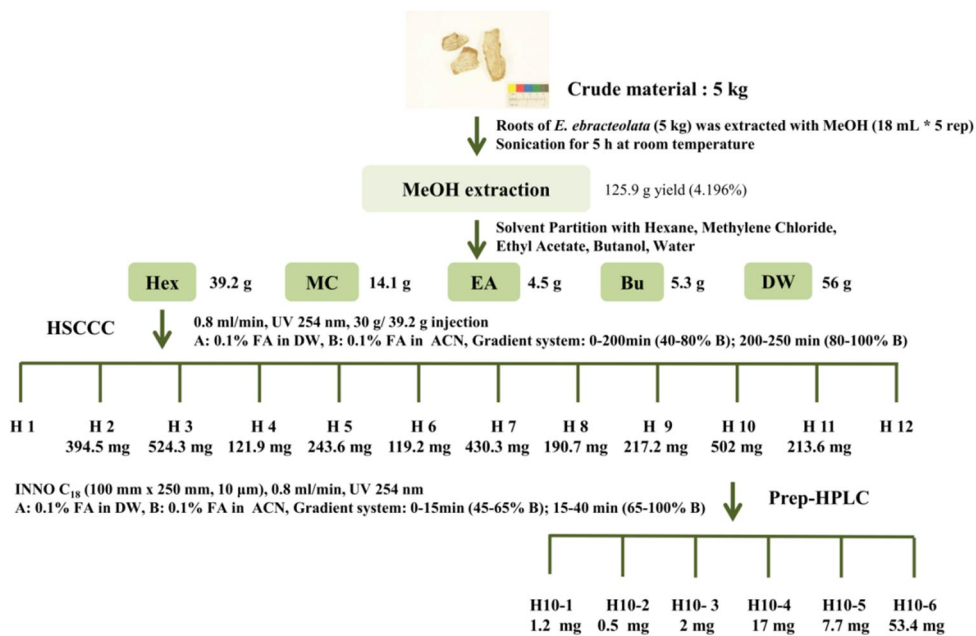 Crude material : 5 kg
Roots of E. ebracteolata (5 kg) was extracted with MeOH (18 mL * 5 rep)
Sonication for 5 h at room temperature
MeOH extraction 125.9 g yield (4.196%)
Solvent Partition with Hexane, Methylene Chloride,
Ethyl Acetate, Butanol, Water
Hex 39.2 g MC 14.1 g EA 4.5 g Bu 5.3 g DW 56 g
HSCCC
0.8 ml/min, UV 254 nm, 30 g/ 39.2 g injection
A: 0.1% FA in DW, B: 0.1% FA in ACN, Gradient system: 0-200min (40-80% B); 200-250 min (80-100% B)
H 1 H 2 H 3 H 4 H 5 H 6 H 7 H 8 H 9 H 10 H 11 H 12
394.5 mg 524.3 mg 121.9 mg 243.6 mg 119.2 mg 430.3 mg 190.7 mg 217.2 mg 502 mg 213.6 mg
INNO C18 (100 mm x 250 mm, 10 µm), 0.8 ml/min, UV 254 nm
A: 0.1% FA in DW, B: 0.1% FA in ACN, Gradient system: 0-15min (45-65% B); 15-40 min (65-100% B)
Prep-HPLC
H10-1 H10-2 H10- 3 H10-4 H10-5 H10-6
1.2 mg 0.5 mg 2 mg 17 mg 7.7 mg 53.4 mg